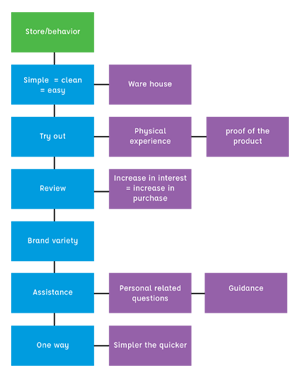 Store/behavior
Simple = clean
= easy
Ware house
Try out
Physical
experience
proof of the
product
Review
Increase in interest
= increase in
purchase
Brand variety
Assistance
Personal related
questions
Guidance
One way
Simpler the quicker